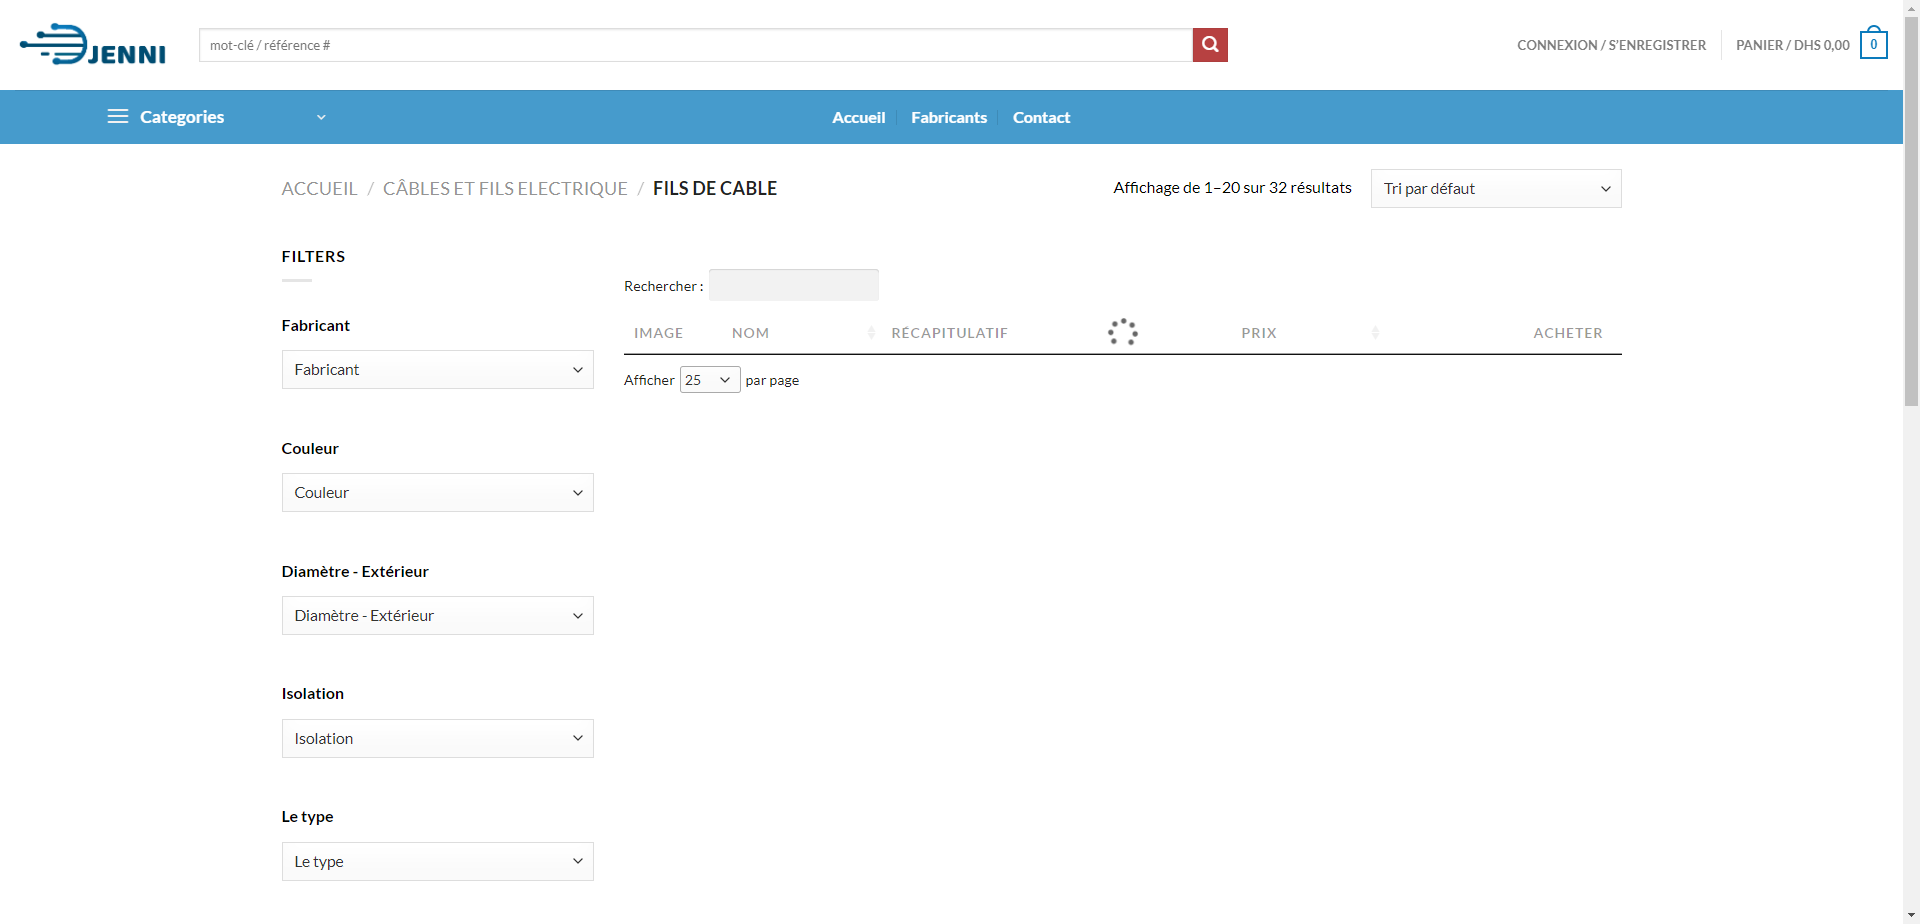 JENNI
mot-clé / référence #
CONNEXION / S'ENREGISTRER
PANIER / DHS 0,00
0
Categories
Accueil
Fabricants
Contact
ACCUEIL / CÂBLES ET FILS ELECTRIQUE / FILS DE CABLE
Affichage de 1–20 sur 32 résultats
Tri par défaut
FILTERS
Fabricant
Fabricant
Couleur
Couleur
Diamètre - Extérieur
Diamètre - Extérieur
Isolation
Isolation
Le type
Le type
Rechercher :
IMAGE NOM RÉCAPITULATIF PRIX ACHETER
Afficher 25 par page